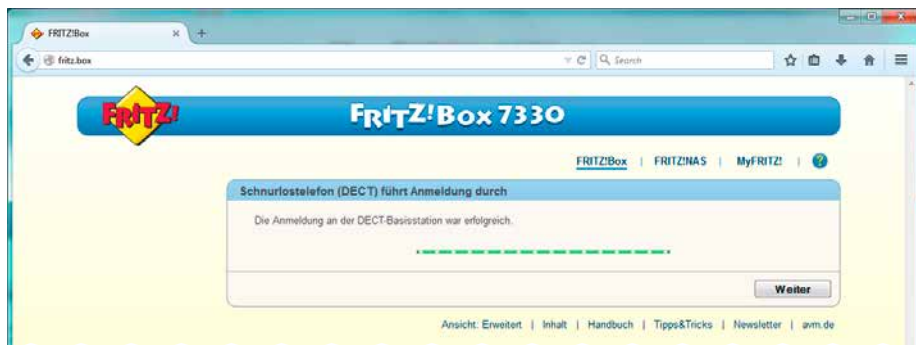 FRITZ!Box
fritz.box
Search
FRITZ!
FRITZ!Box 7330
FRITZ!Box | FRITZ!NAS | MyFRITZ! | ?
Schnurlostelefon (DECT) führt Anmeldung durch
Die Anmeldung an der DECT-Basisstation war erfolgreich.
Weiter
Ansicht: Erweitert | Inhalt | Handbuch | Tipps&Tricks | Newsletter | avm.de